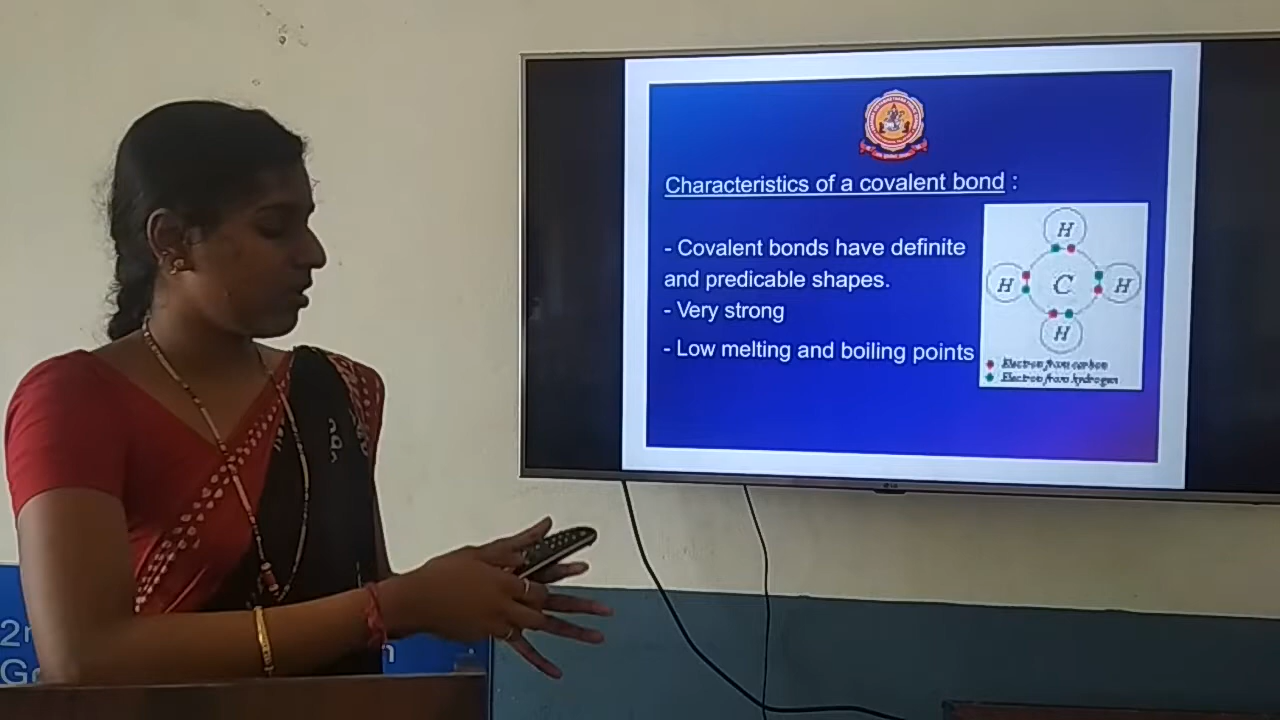 Characteristics of a covalent bond :
- Covalent bonds have definite
and predicable shapes.
- Very strong
- Low melting and boiling points
H
H C H
H
Electron from carbon
Electron from hydrogen
LG